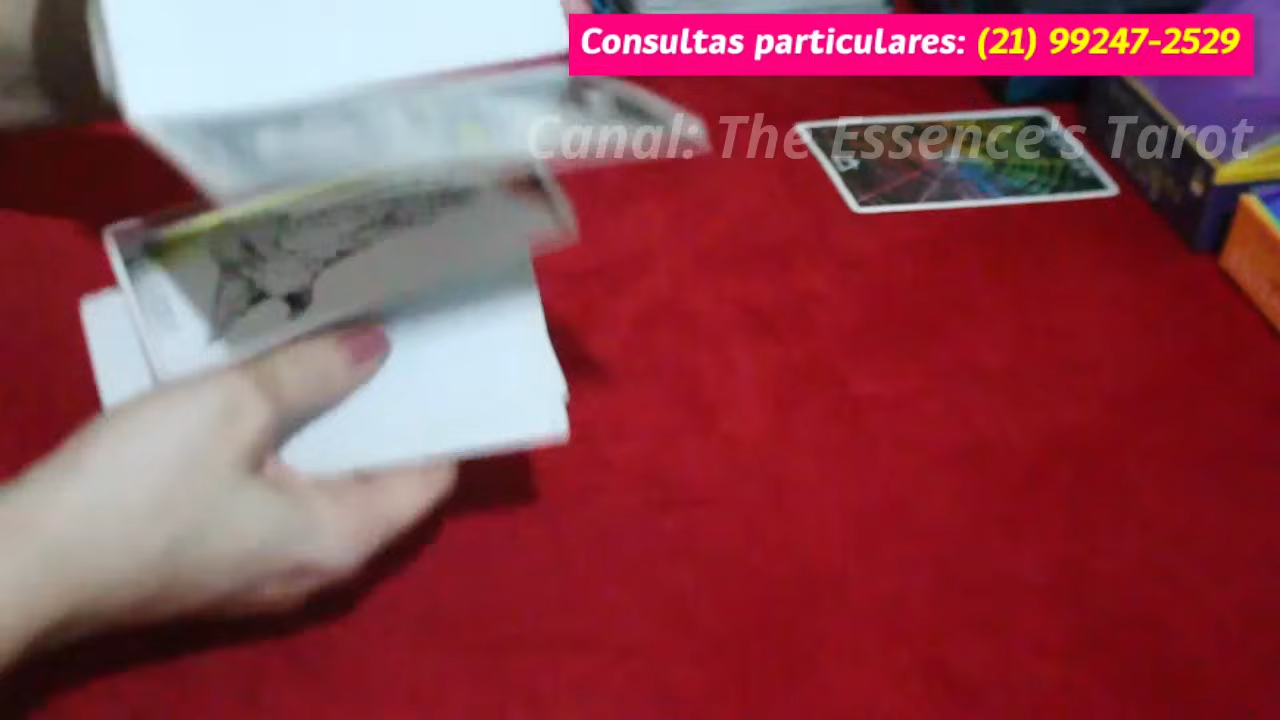 Consultas particulares: (21) 99247-2529
Canal: The Essence's Tarot